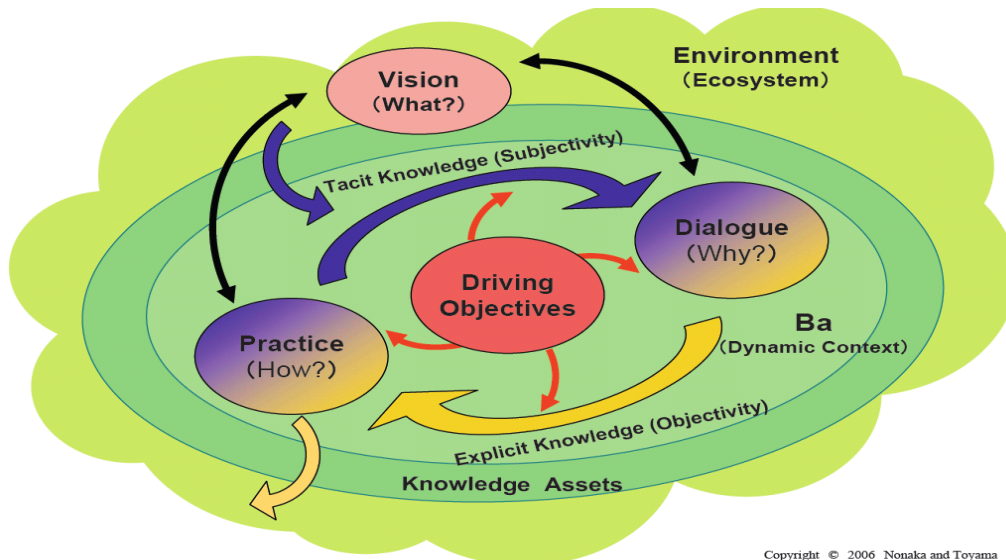 Environment
(Ecosystem)
Vision
(What?)
Tacit Knowledge (Subjectivity)
Dialogue
(Why?)
Driving
Objectives
Practice
(How?)
Ba
(Dynamic Context)
Explicit Knowledge (Objectivity)
Knowledge Assets
Copyright © 2006 Nonaka and Toyama